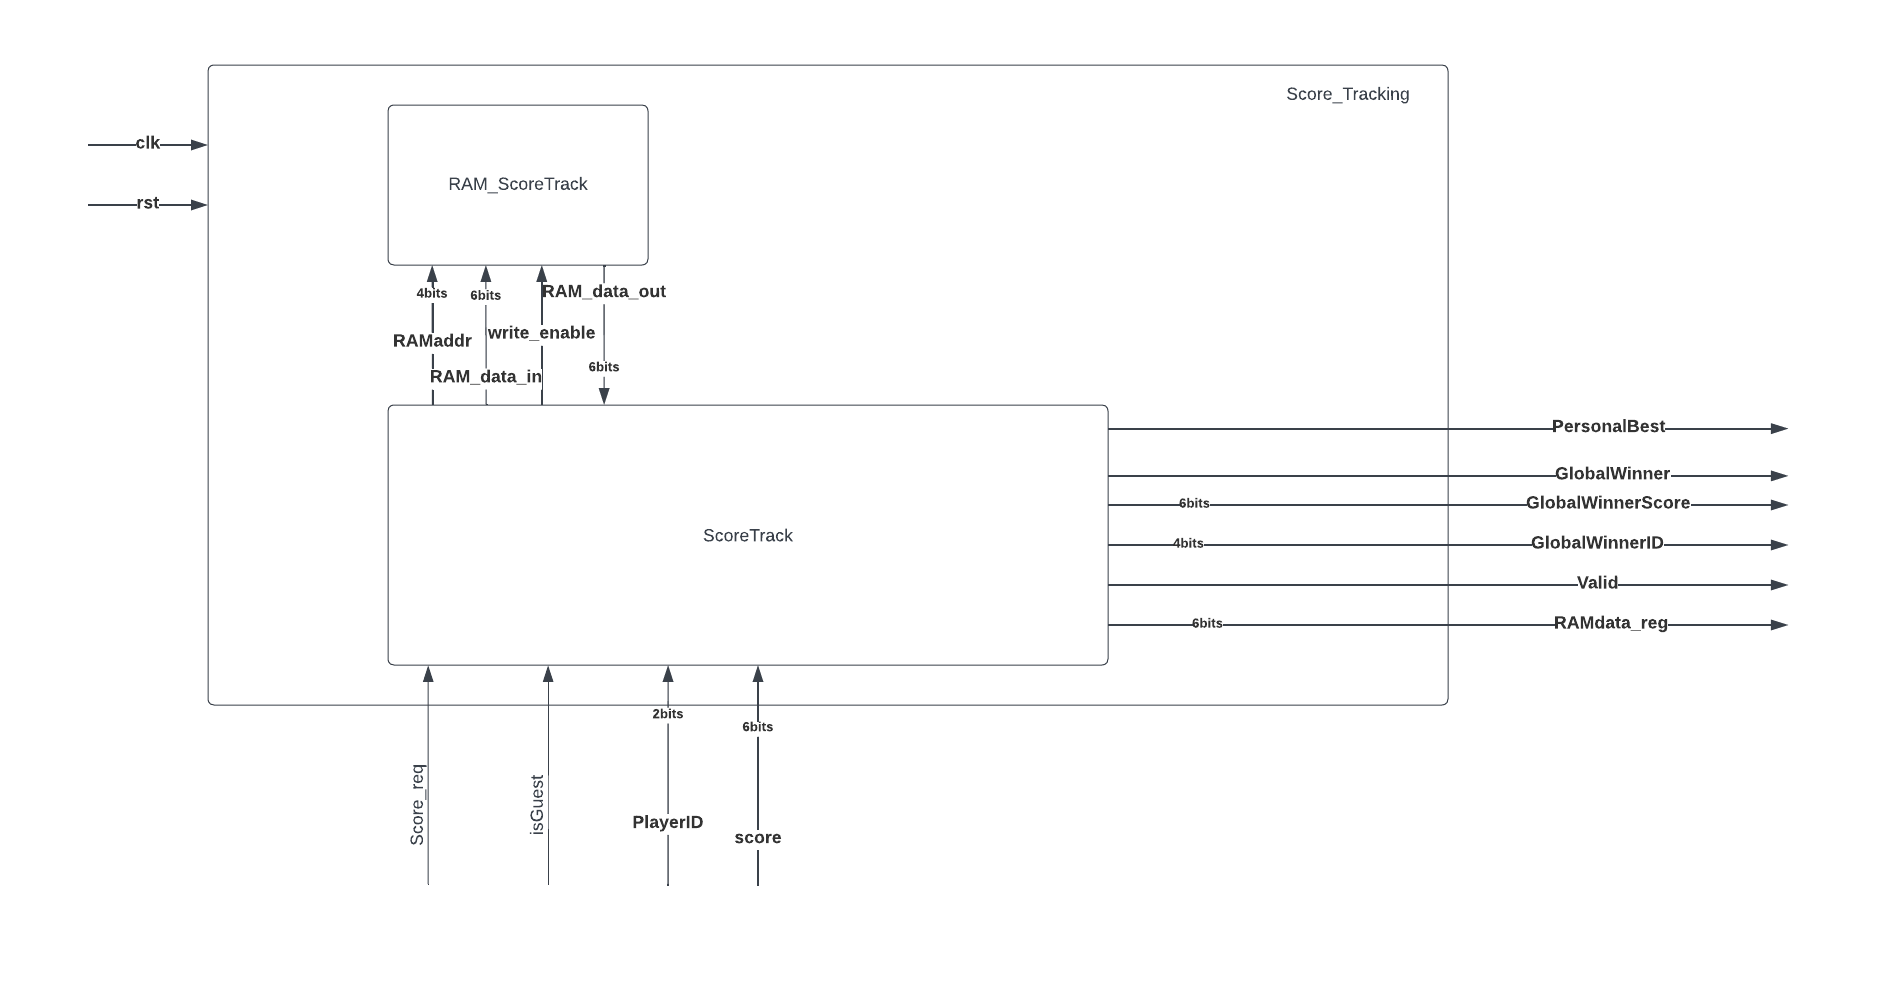 Score_Tracking
clk
rst
RAM_ScoreTrack
4bits
6bits
RAM_data_out
write_enable
RAMaddr
6bits
RAM_data_in
PersonalBest
GlobalWinner
6bits
GlobalWinnerScore
ScoreTrack
4bits
GlobalWinnerID
Valid
6bits
RAMdata_reg
2bits
6bits
Score_req
isGuest
PlayerID
score